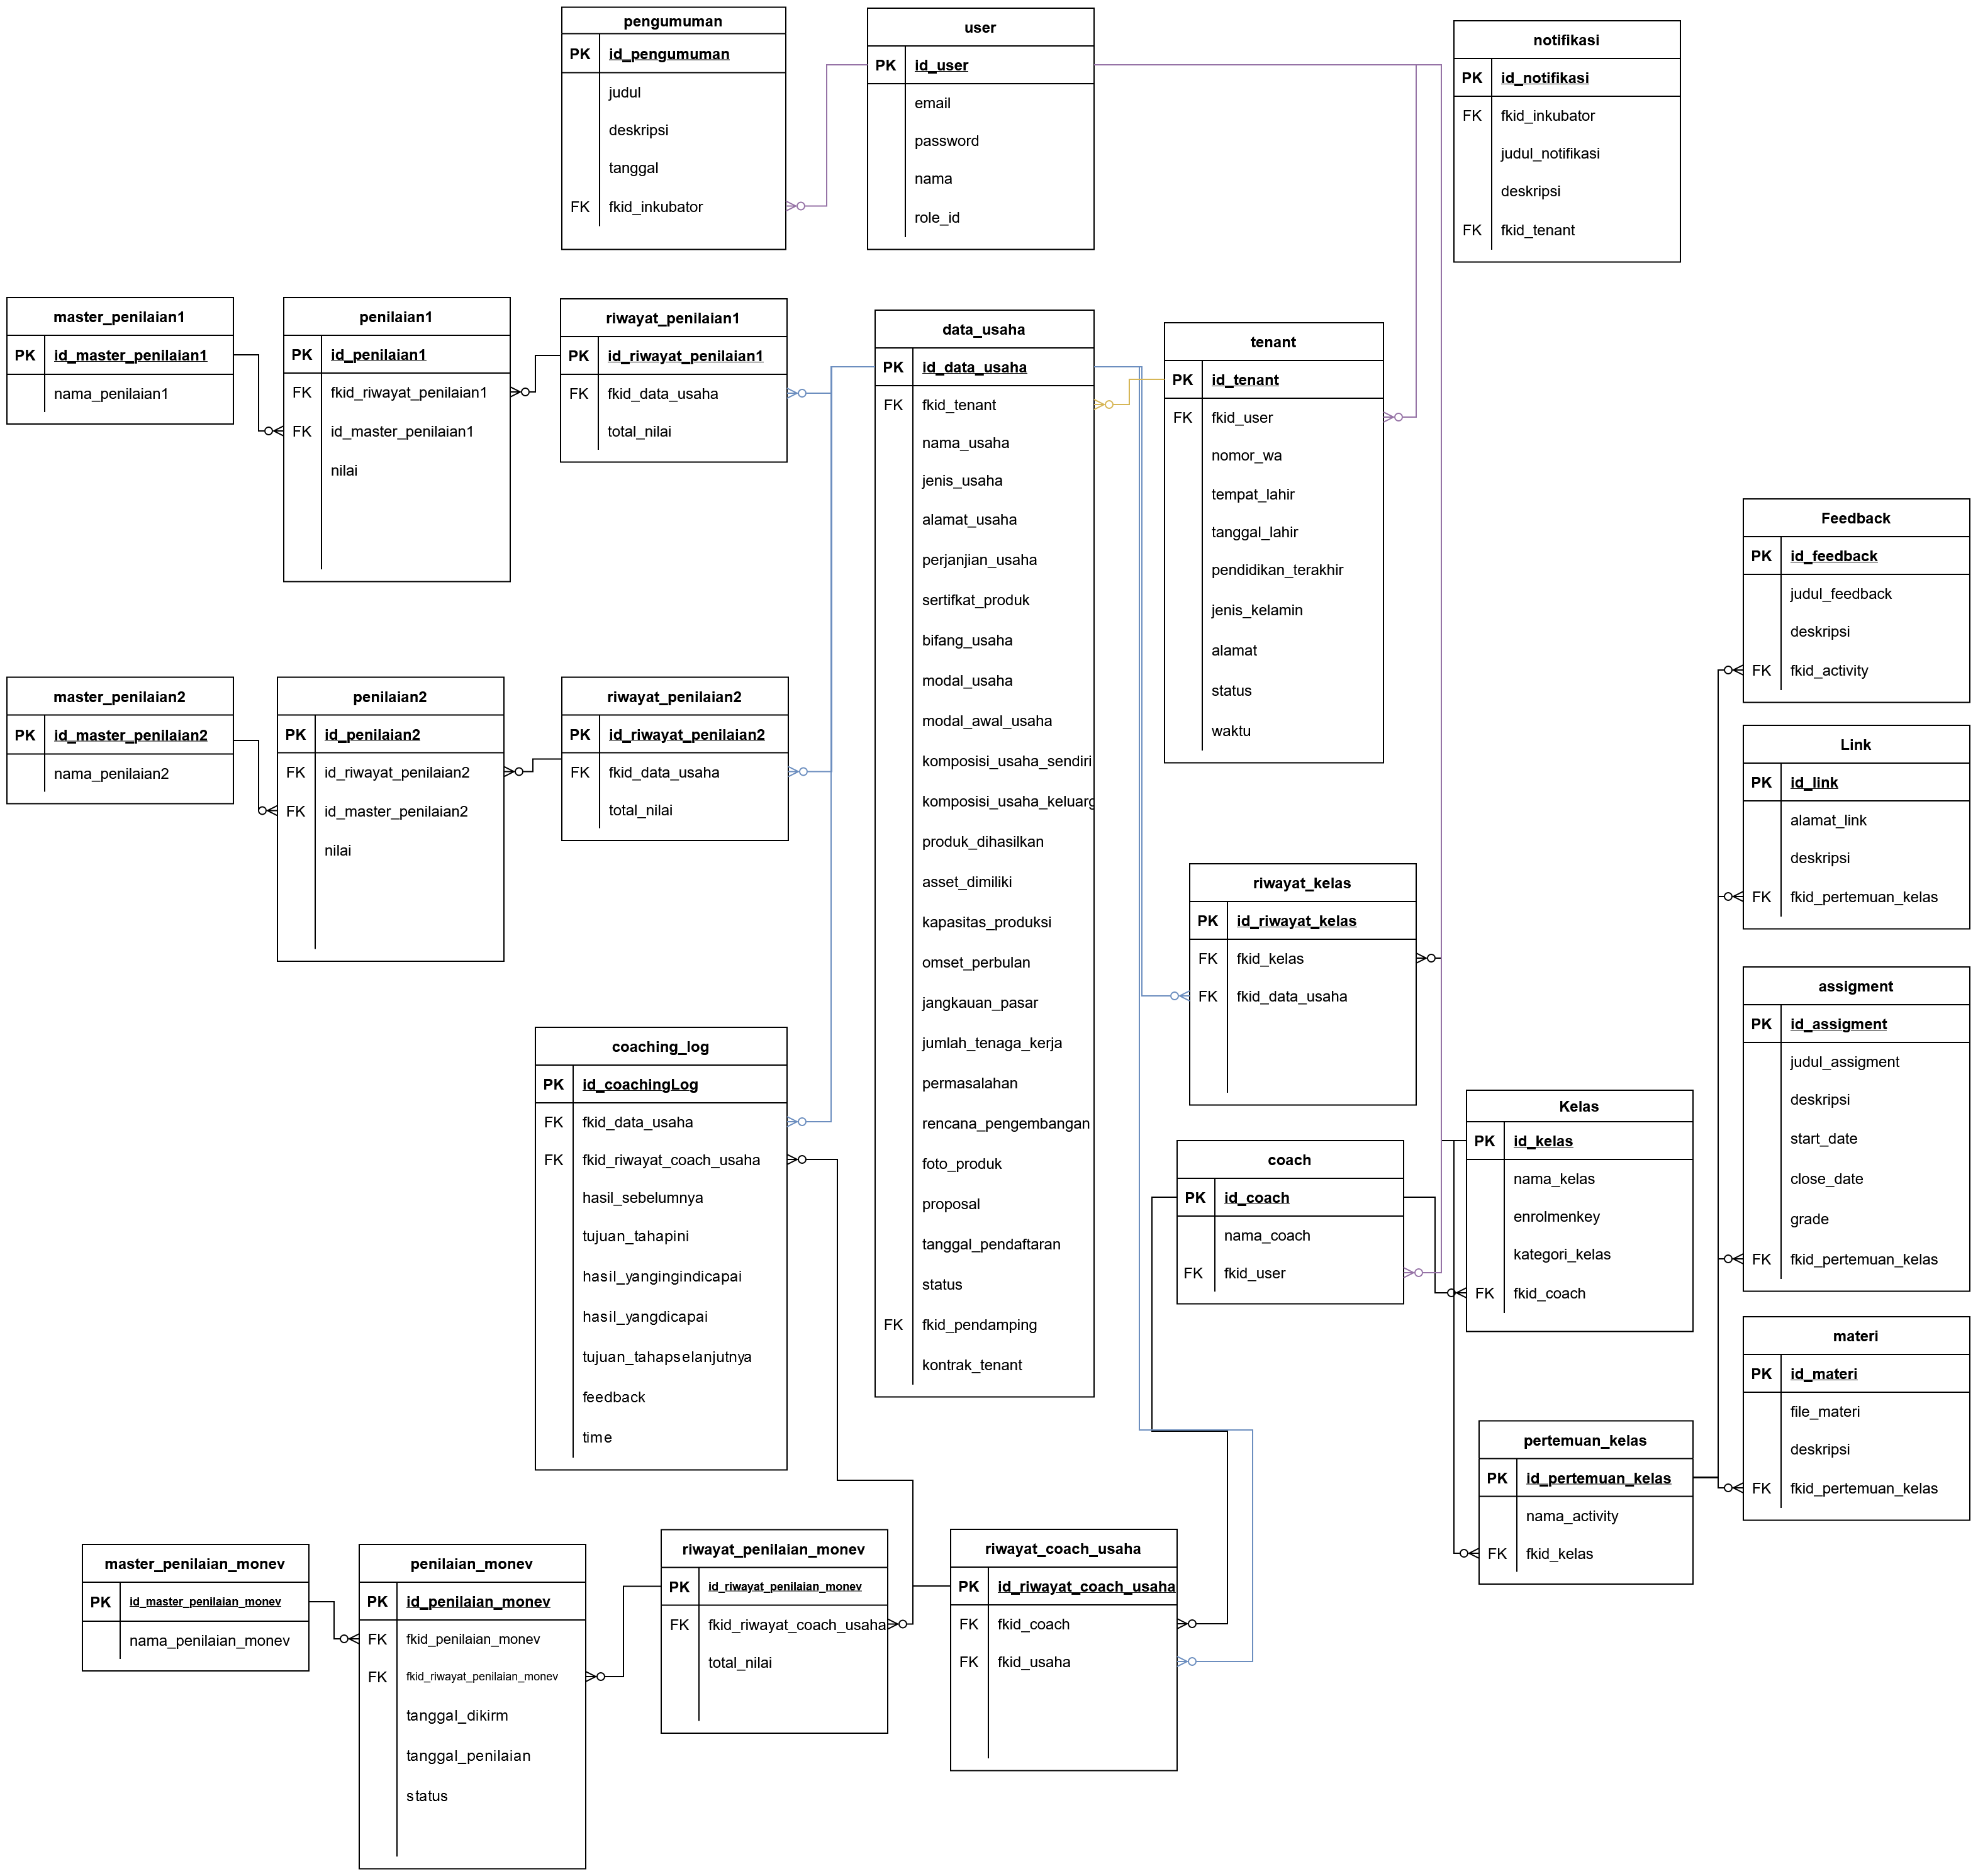 pengumuman
PK id_pengumuman
judul
deskripsi
tanggal
FK fkid_inkubator
user
PK id_user
email
password
nama
role_id
notifikasi
PK id_notifikasi
FK fkid_inkubator
judul_notifikasi
deskripsi
FK fkid_tenant
master_penilaian1
PK id_master_penilaian1
nama_penilaian1
penilaian1
PK id_penilaian1
FK fkid_riwayat_penilaian1
FK id_master_penilaian1
nilai
riwayat_penilaian1
PK id_riwayat_penilaian1
FK fkid_data_usaha
total_nilai
data_usaha
PK id_data_usaha
FK fkid_tenant
nama_usaha
jenis_usaha
alamat_usaha
perjanjian_usaha
sertifkat_produk
bifang_usaha
modal_usaha
modal_awal_usaha
komposisi_usaha_sendiri
komposisi_usaha_keluarg
produk_dihasilkan
asset_dimiliki
kapasitas_produksi
omset_perbulan
jangkauan_pasar
jumlah_tenaga_kerja
permasalahan
rencana_pengembangan
foto_produk
proposal
tanggal_pendaftaran
status
FK fkid_pendamping
kontrak_tenant
tenant
PK id_tenant
FK fkid_user
nomor_wa
tempat_lahir
tanggal_lahir
pendidikan_terakhir
jenis_kelamin
alamat
status
waktu
Feedback
PK id_feedback
judul_feedback
deskripsi
FK fkid_activity
master_penilaian2
PK id_master_penilaian2
nama_penilaian2
penilaian2
PK id_penilaian2
FK id_riwayat_penilaian2
FK id_master_penilaian2
nilai
riwayat_penilaian2
PK id_riwayat_penilaian2
FK fkid_data_usaha
total_nilai
Link
PK id_link
alamat_link
deskripsi
FK fkid_pertemuan_kelas
riwayat_kelas
PK id_riwayat_kelas
FK fkid_kelas
FK fkid_data_usaha
assigment
PK id_assigment
judul_assigment
deskripsi
start_date
close_date
grade
FK fkid_pertemuan_kelas
coaching_log
PK id_coachingLog
FK fkid_data_usaha
FK fkid_riwayat_coach_usaha
hasil_sebelumnya
tujuan_tahapini
hasil_yangingindicapai
hasil_yangdicapai
tujuan_tahapselanjutnya
feedback
time
coach
PK id_coach
nama_coach
FK fkid_user
Kelas
PK id_kelas
nama_kelas
enrolmenkey
kategori_kelas
FK fkid_coach
materi
PK id_materi
file_materi
deskripsi
FK fkid_pertemuan_kelas
pertemuan_kelas
PK id_pertemuan_kelas
nama_activity
FK fkid_kelas
master_penilaian_monev
PK id_master_penilaian_monev
nama_penilaian_monev
penilaian_monev
PK id_penilaian_monev
FK fkid_penilaian_monev
FK fkid_riwayat_penilaian_monev
tanggal_dikirm
tanggal_penilaian
status
riwayat_penilaian_monev
PK id_riwayat_penilaian_monev
FK fkid_riwayat_coach_usaha
total_nilai
riwayat_coach_usaha
PK id_riwayat_coach_usaha
FK fkid_coach
FK fkid_usaha